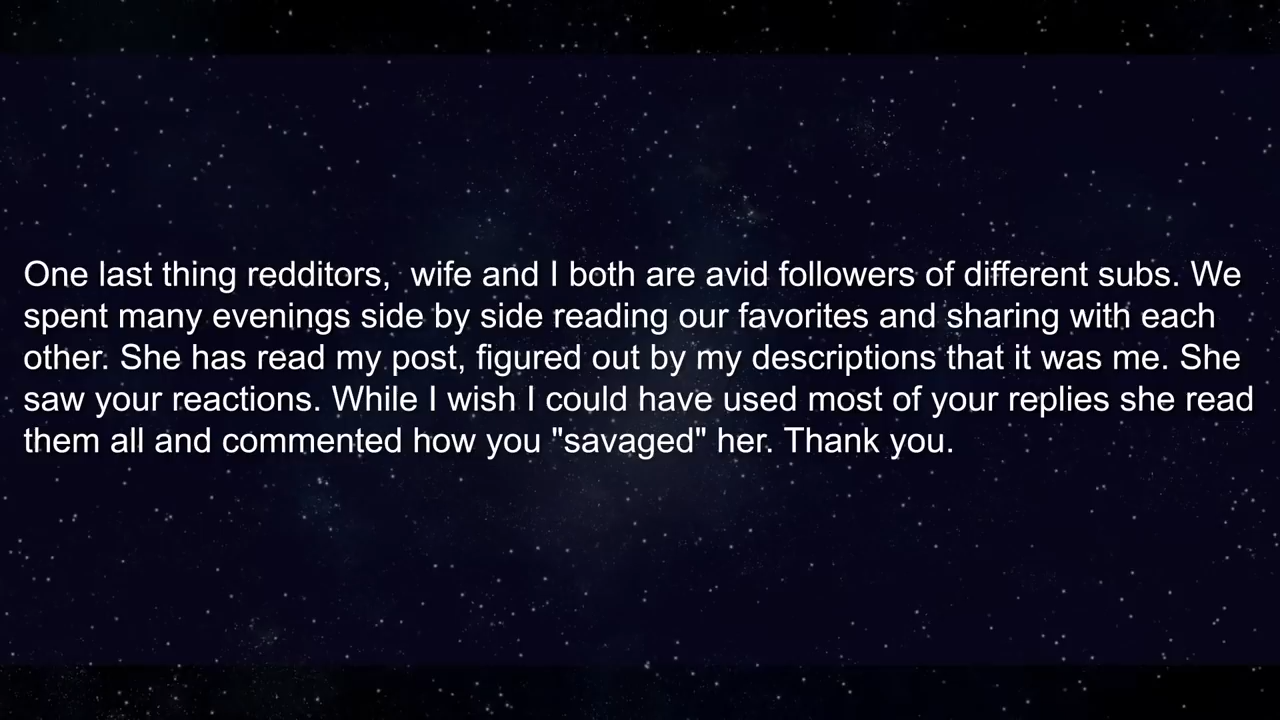 One last thing redditors,  wife and I both are avid followers of different subs. We
spent many evenings side by side reading our favorites and sharing with each
other. She has read my post, figured out by my descriptions that it was me. She
saw your reactions. While I wish I could have used most of your replies she read
them all and commented how you "savaged" her. Thank you.